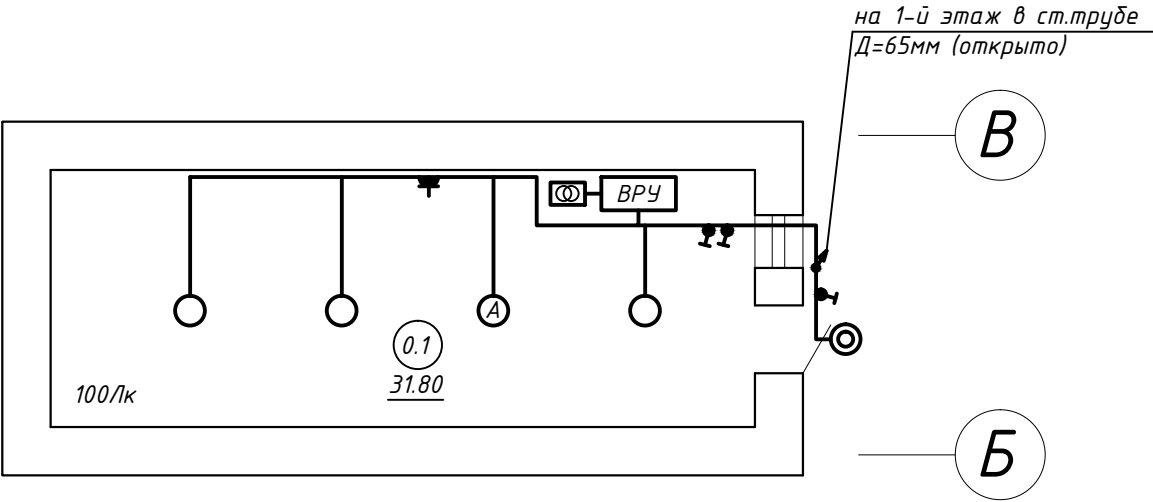 на 1-й этаж в ст.трубе
Д=65мм (открыто)
В
ВРУ
А
0.1
31.80
100Лк
Б